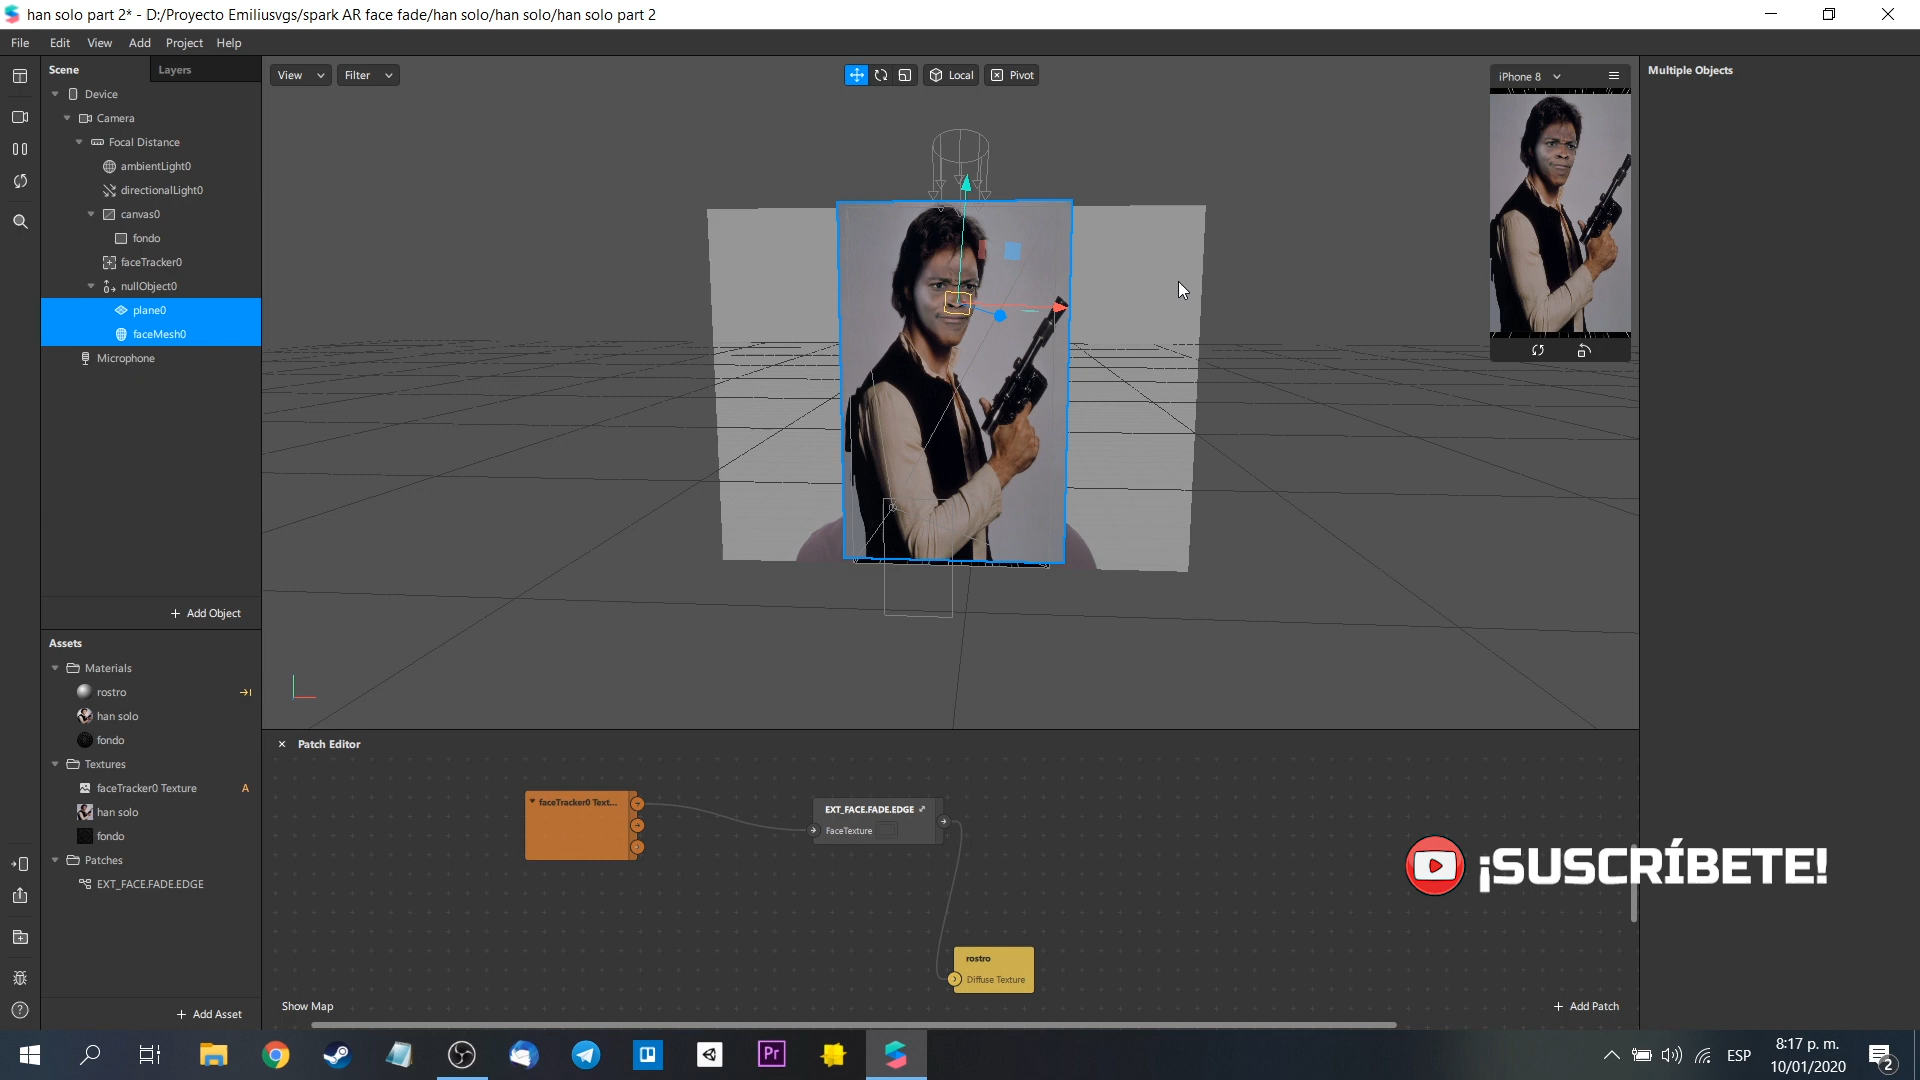 han solo part 2* - D:/Proyecto Emiliusvgs/spark AR face fade/han solo/han solo/han solo part 2
File Edit View Add Project Help
Scene Layers
Device
Camera
Focal Distance
ambientLight0
directionalLight0
canvas0
fondo
faceTracker0
nullObject0
plane0
faceMesh0
Microphone
+ Add Object
View Filter
Local Pivot
iPhone 8
Multiple Objects
Assets
Materials
rostro
han solo
fondo
Textures
faceTracker0 Texture A
han solo
fondo
Patches
EXT_FACE.FADE.EDGE
+ Add Asset
× Patch Editor
faceTracker0 Text...
EXT_FACE.FADE.EDGE
FaceTexture
rostro
Diffuse Texture
Show Map
+ Add Patch
¡SUSCRÍBETE!
Pr
ESP
8:17 p. m.
10/01/2020
2